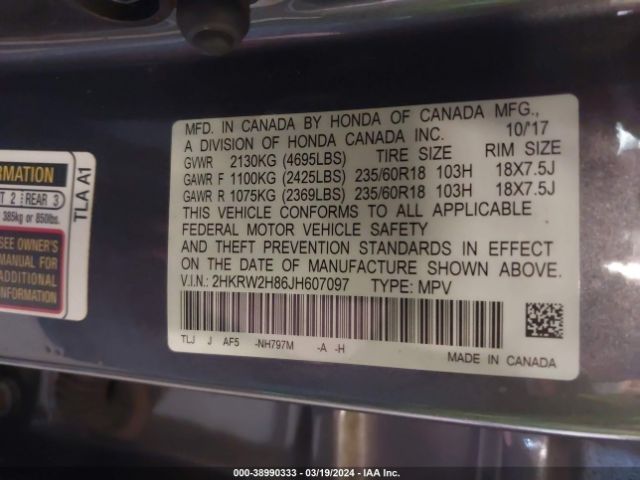 MFD. IN CANADA BY HONDA OF CANADA MFG.,
A DIVISION OF HONDA CANADA INC. 10/'17
GVWR 2130KG (4695LBS) TIRE SIZE RIM SIZE
GAWR F 1100KG (2425LBS) 235/60R18 103H 18X7.5J
GAWR R 1075KG (2369LBS) 235/60R18 103H 18X7.5J
THIS VEHICLE CONFORMS TO ALL APPLICABLE
FEDERAL MOTOR VEHICLE SAFETY
AND THEFT PREVENTION STANDARDS IN EFFECT
ON THE DATE OF MANUFACTURE SHOWN ABOVE.
V.I.N.: 2HKRW2H86JH607097 TYPE: MPV
TLJ J AF5 -NH797M -A -H
MADE IN CANADA
TLA A1
2 REAR 3
385kg or 850lbs.
SEE OWNER'S
MANUAL FOR
ADDITIONAL
INFORMATION
000-38990333 - 03/19/2024 - IAA Inc.